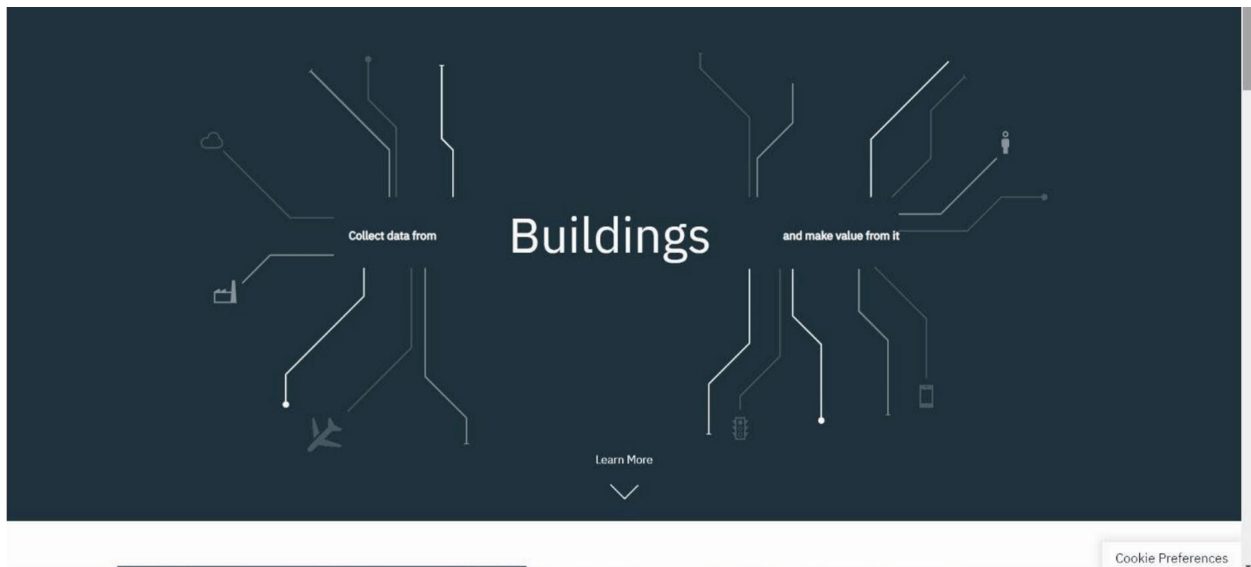 Collect data from Buildings and make value from it
Learn More
Cookie Preferences